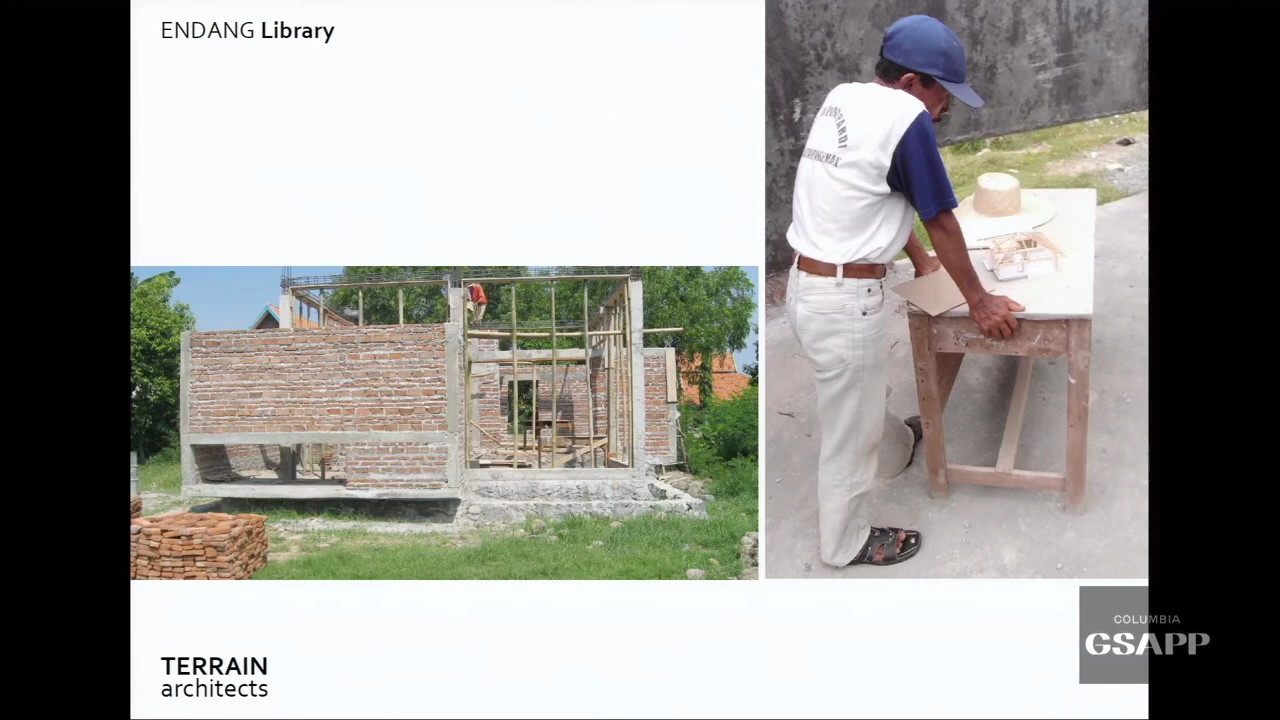 ENDANG Library
TERRAIN
architects
COLUMBIA
GSAPP